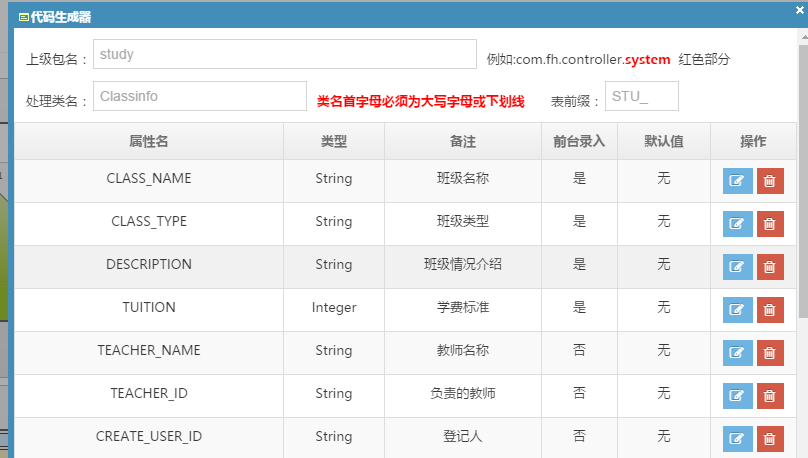 代码生成器
上级包名： study 例如:com.fh.controller.system 红色部分
处理类名： Classinfo 类名首字母必须为大写字母或下划线 表前缀： STU_
属性名 类型 备注 前台录入 默认值 操作
CLASS_NAME String 班级名称 是 无
CLASS_TYPE String 班级类型 是 无
DESCRIPTION String 班级情况介绍 是 无
TUITION Integer 学费标准 是 无
TEACHER_NAME String 教师名称 否 无
TEACHER_ID String 负责的教师 否 无
CREATE_USER_ID String 登记人 否 无